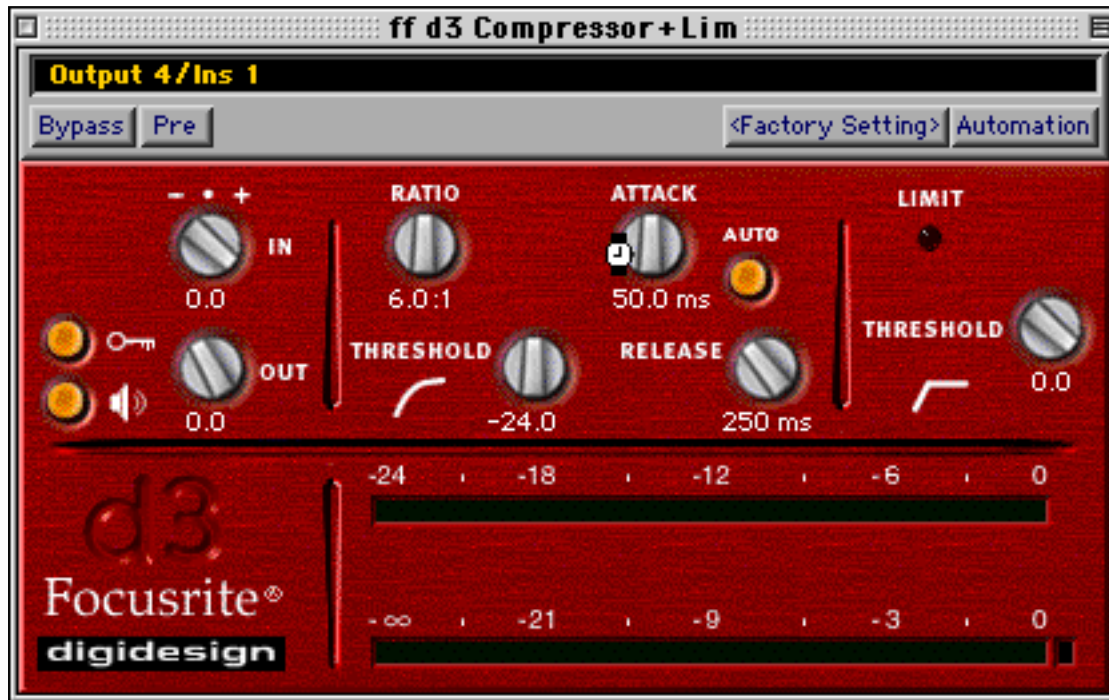 ff d3 Compressor+Lim
Output 4/Ins 1
Bypass Pre <Factory Setting> Automation
- • + RATIO ATTACK LIMIT
IN AUTO
0.0 6.0:1 50.0 ms
THRESHOLD RELEASE THRESHOLD
OUT 0.0
0.0 -24.0 250 ms
-24 -18 -12 -6 0
d3
Focusrite®
-∞ -21 -9 -3 0
digidesign